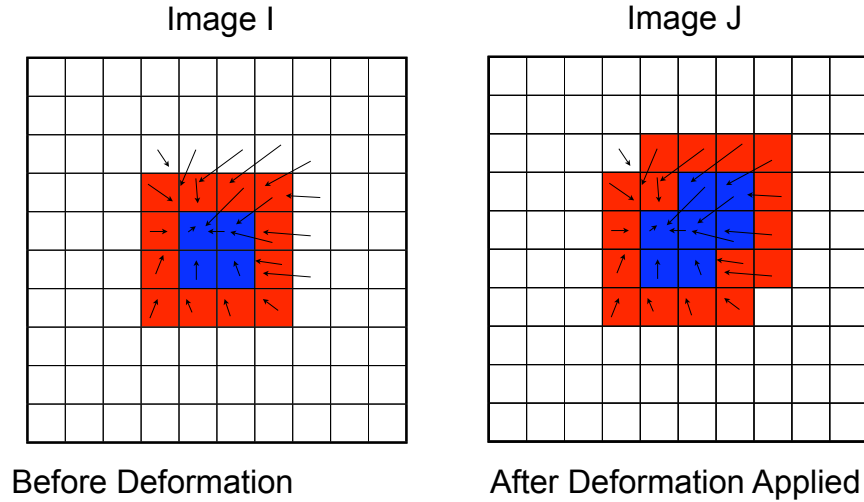 Image I
Image J
Before Deformation
After Deformation Applied